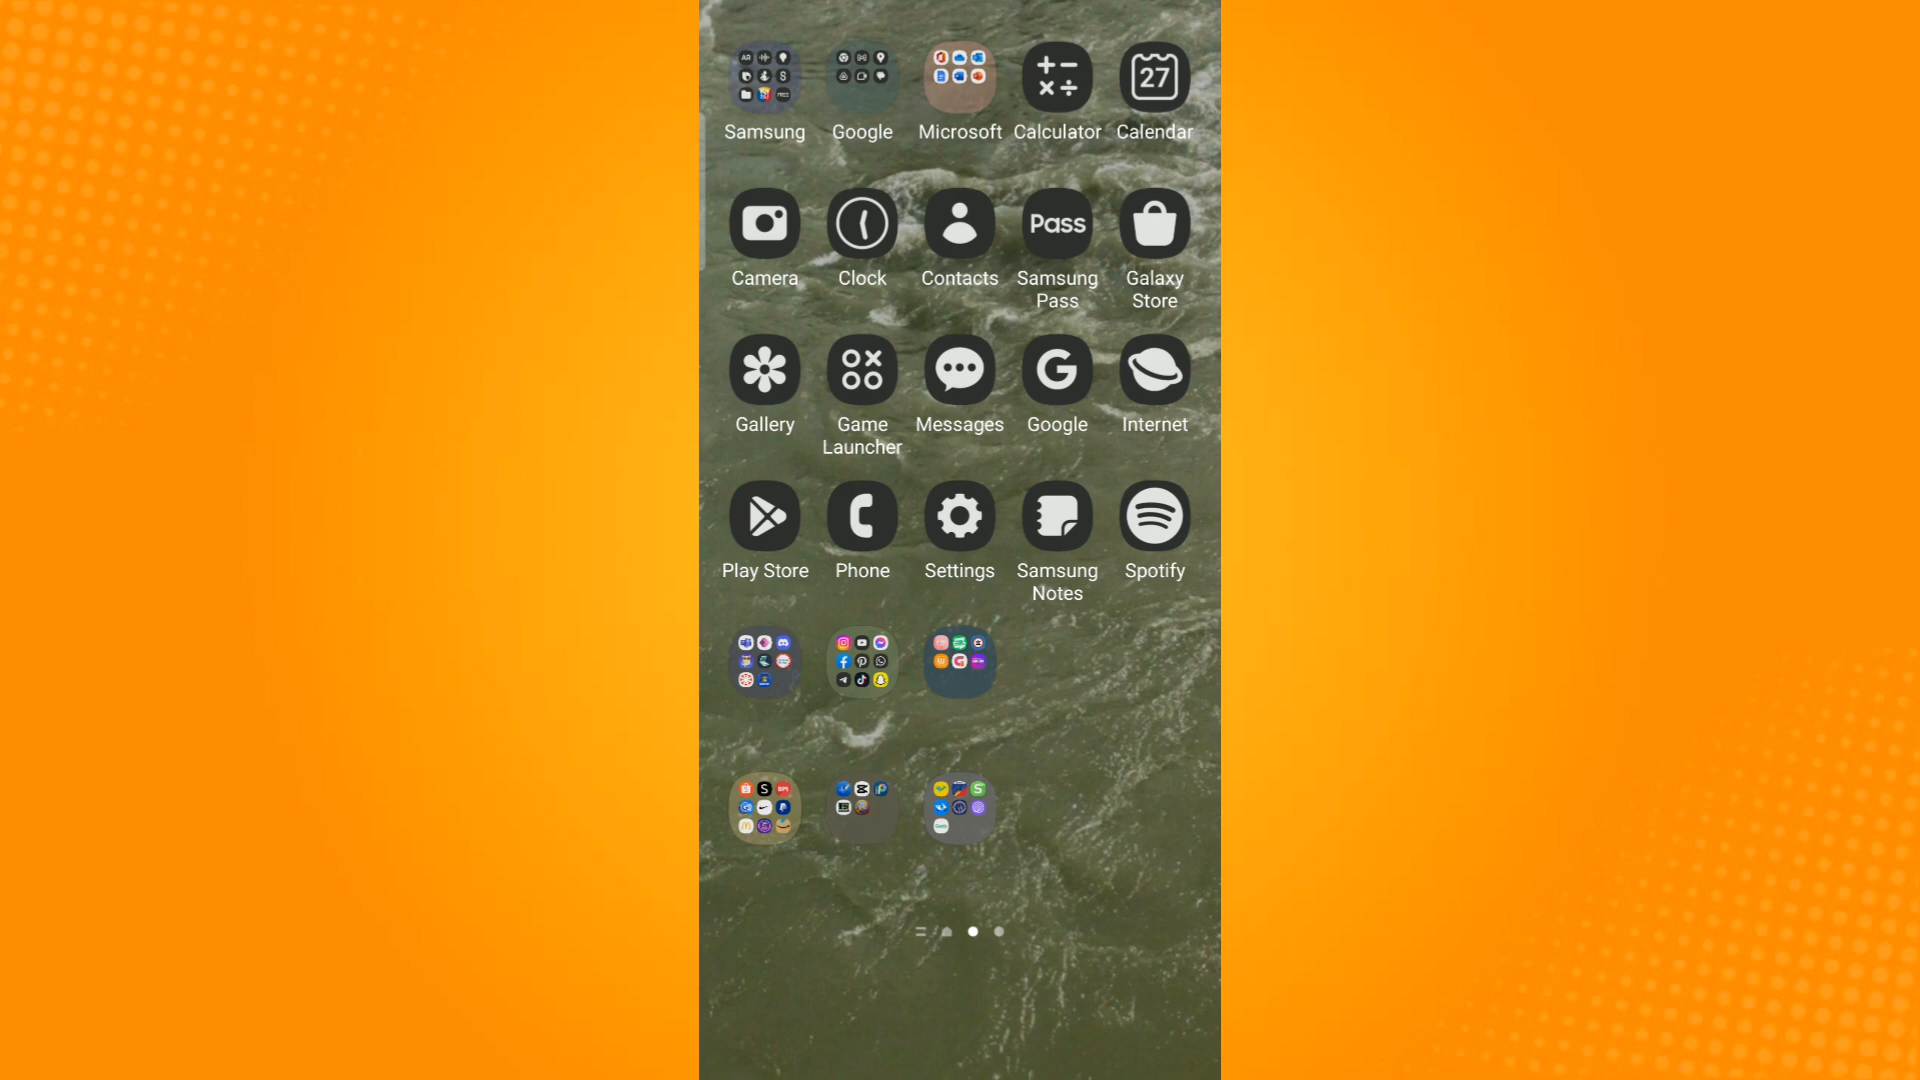 Samsung Google Microsoft Calculator Calendar
27
Camera Clock Contacts Samsung Pass Galaxy Store
Pass
Gallery Game Launcher Messages Google Internet
G
Play Store Phone Settings Samsung Notes Spotify